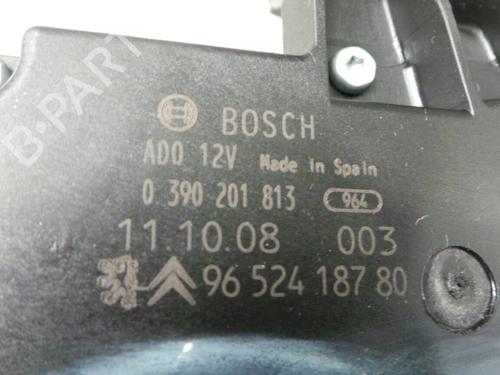 B-PARTS
BOSCH
ADO 12V Made in Spain
0 390 201 813 964
11.10.08 003
96 524 187 80